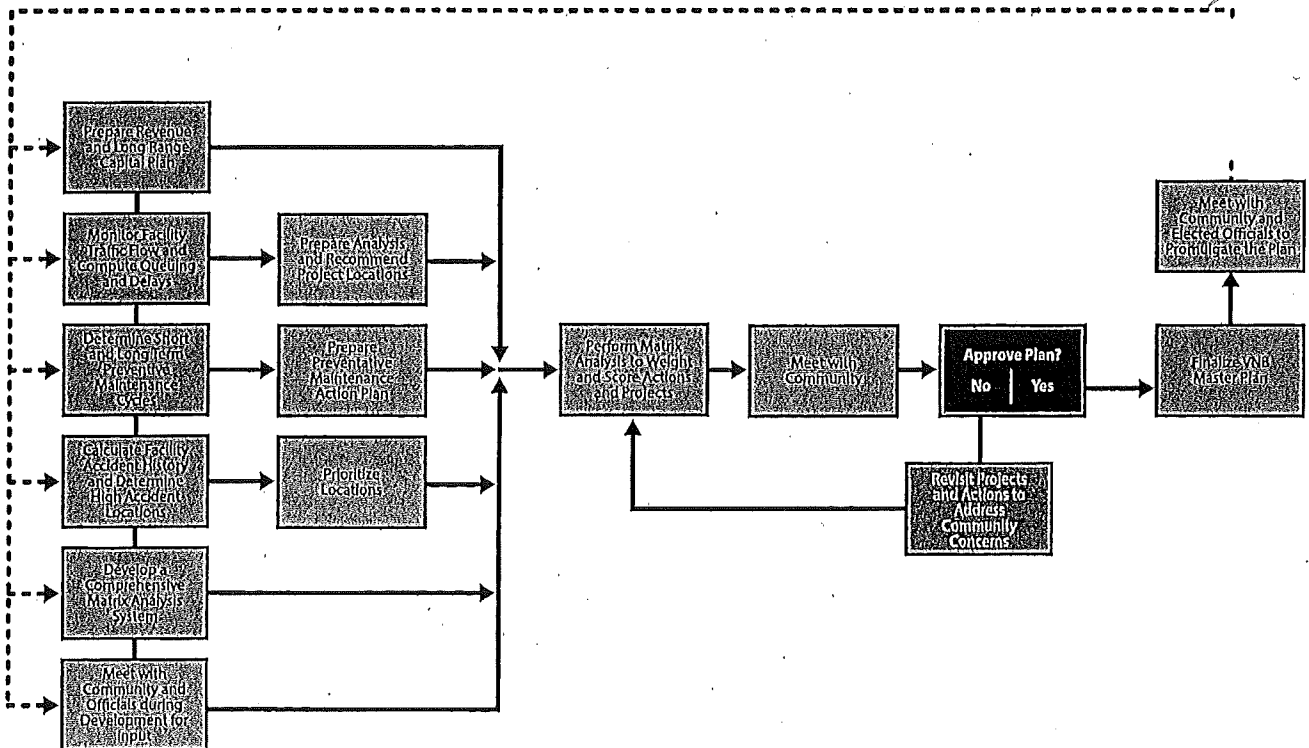 Prepare Revenue
and Long Range
Capital Plan
Monitor Facility
Traffic Flow and
Compute Queuing
and Delays
Prepare Analysis
and Recommend
Project Locations
Determine Short
and Long Term
Preventive
Maintenance
Cycles
Prepare
Preventative
Maintenance
Action Plan
Calculate Facility
Accident History
and Determine
High Accident
Locations
Prioritize
Locations
Develop a
Comprehensive
Matrix Analysis
System
Meet with
Community and
Officials during
Development for
Input
Perform Matrix
Analysis to Weight
and Score Actions
and Projects
Meet with
Community
Approve Plan?
No Yes
Revisit Projects
and Actions to
Address
Community
Concerns
Finalize VNB
Master Plan
Meet with
Community and
Elected Officials to
Promulgate the Plan